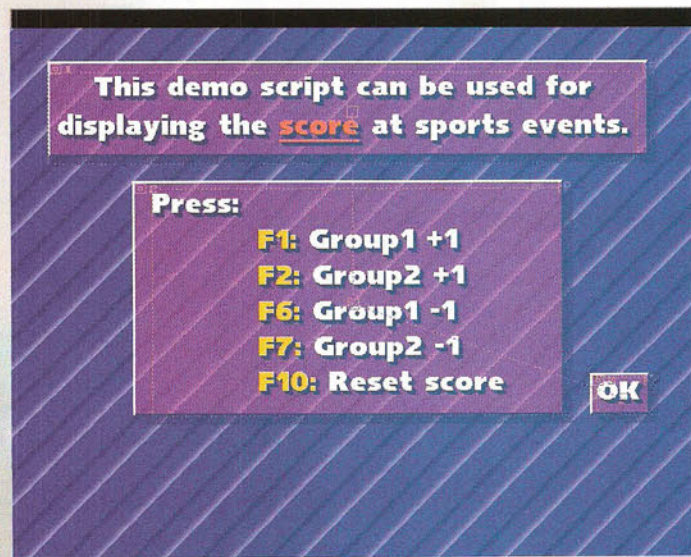 This demo script can be used for
displaying the score at sports events.
Press:
F1: Group1 +1
F2: Group2 +1
F6: Group1 -1
F7: Group2 -1
F10: Reset score
OK